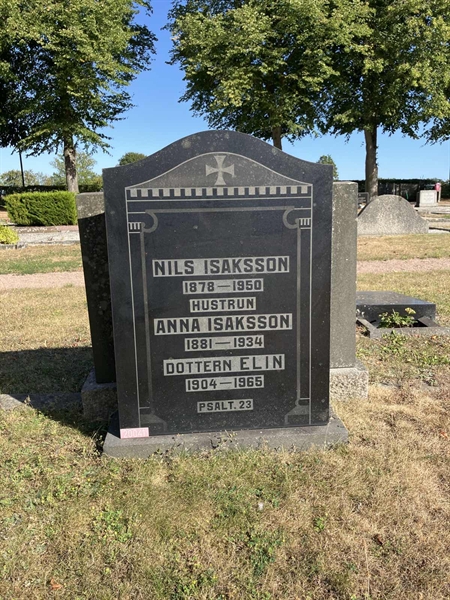 NILS ISAKSSON
1878–1950
HUSTRUN
ANNA ISAKSSON
1881–1934
DOTTERN ELIN
1904–1965
PSALT. 23